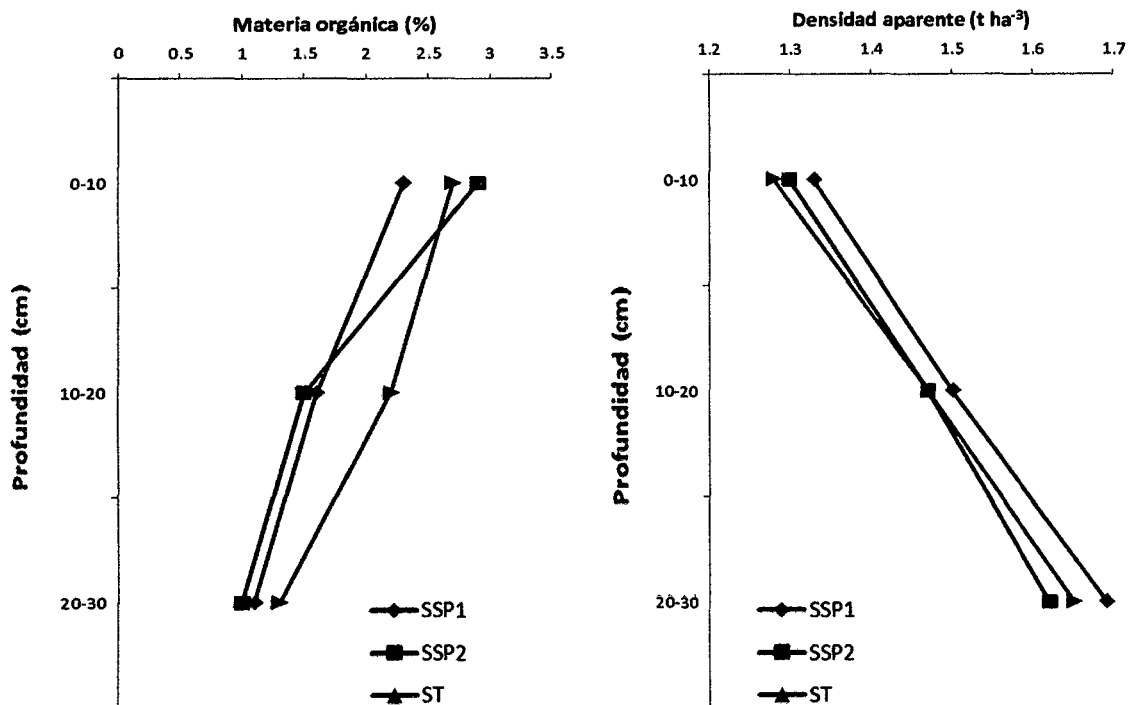 Materia orgánica (%)
0 0.5 1 1.5 2 2.5 3 3.5
Profundidad (cm)
0-10
10-20
20-30
SSP1
SSP2
ST
Densidad aparente (t ha⁻³)
1.2 1.3 1.4 1.5 1.6 1.7
Profundidad (cm)
0-10
10-20
20-30
SSP1
SSP2
ST